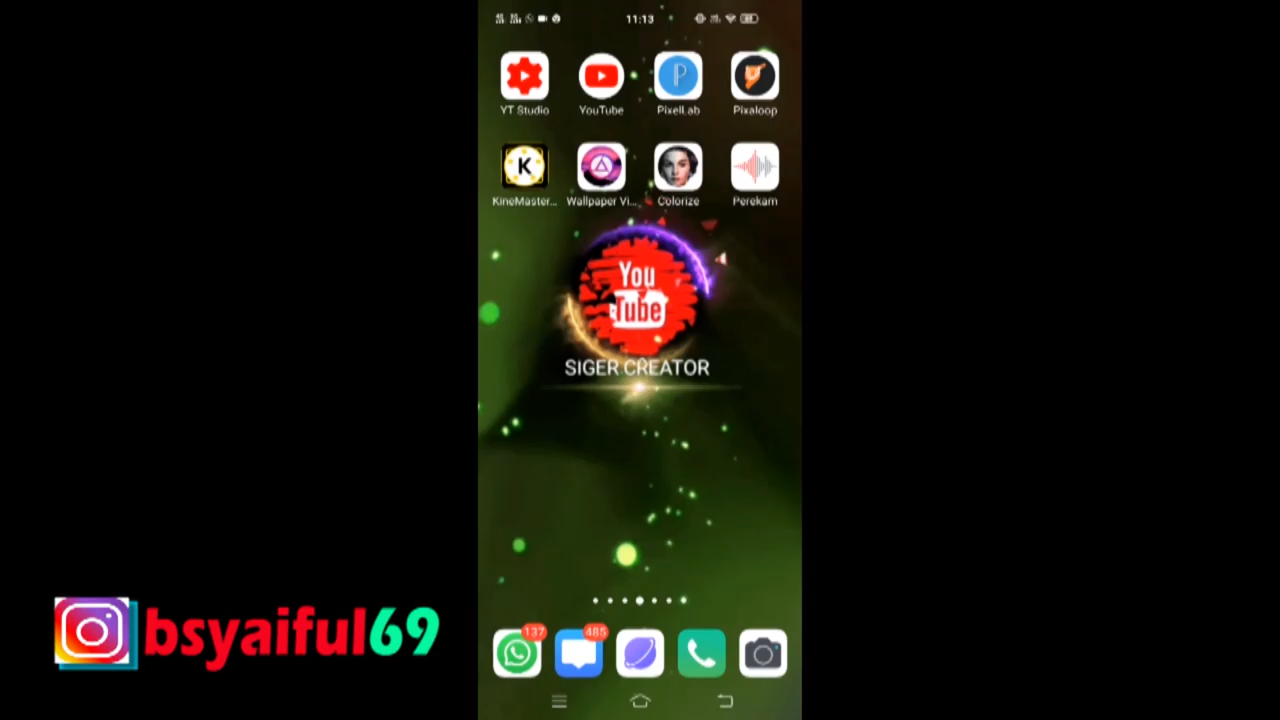 11:13
YT Studio
YouTube
PixelLab
Pixaloop
K
KineMaster...
Wallpaper Vi...
Colorize
Perekam
You
Tube
SIGER CREATOR
137
485
bsyaiful69